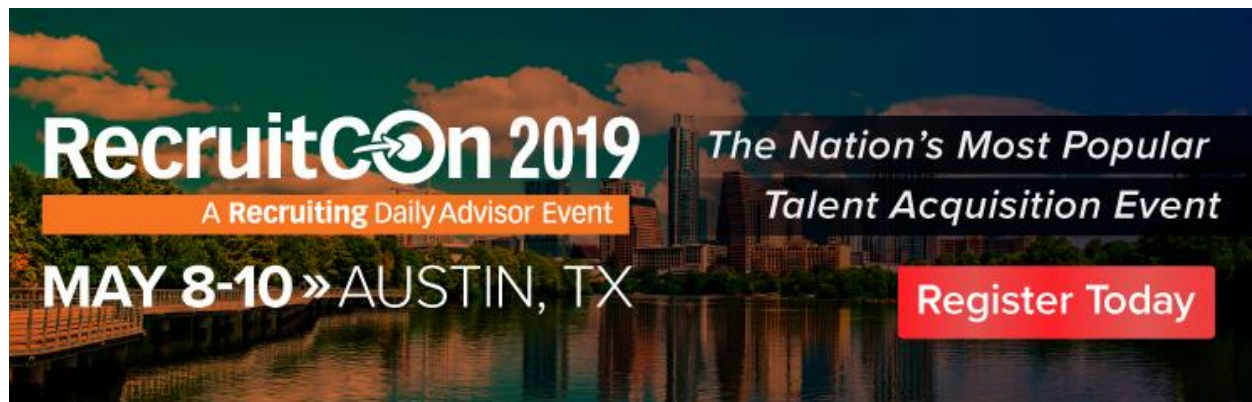 RecruitCon 2019
A Recruiting Daily Advisor Event
MAY 8-10 » AUSTIN, TX
The Nation's Most Popular
Talent Acquisition Event
Register Today